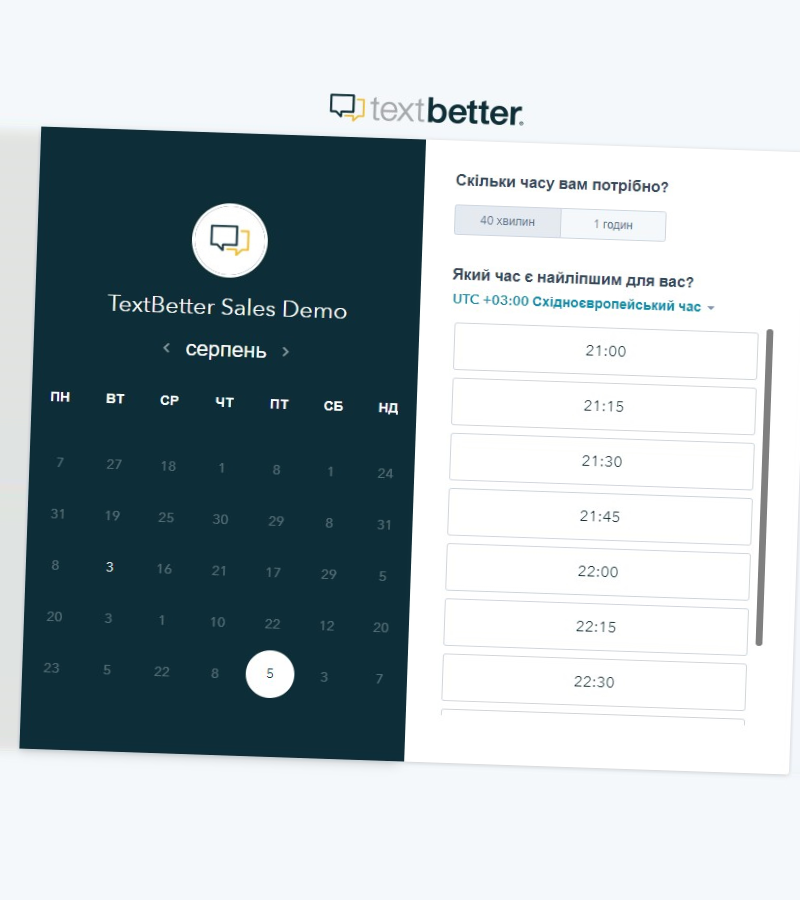 textbetter.
TextBetter Sales Demo
серпень
ПН ВТ СР ЧТ ПТ СБ НД
7 27 18 1 8 1 24
31 19 25 30 29 8 31
8 3 16 21 17 29 5
20 3 1 10 22 12 20
23 5 22 8 5 3 7
Скільки часу вам потрібно?
40 хвилин 1 годин
Який час є найліпшим для вас?
UTC +03:00 Східноєвропейський час
21:00
21:15
21:30
21:45
22:00
22:15
22:30